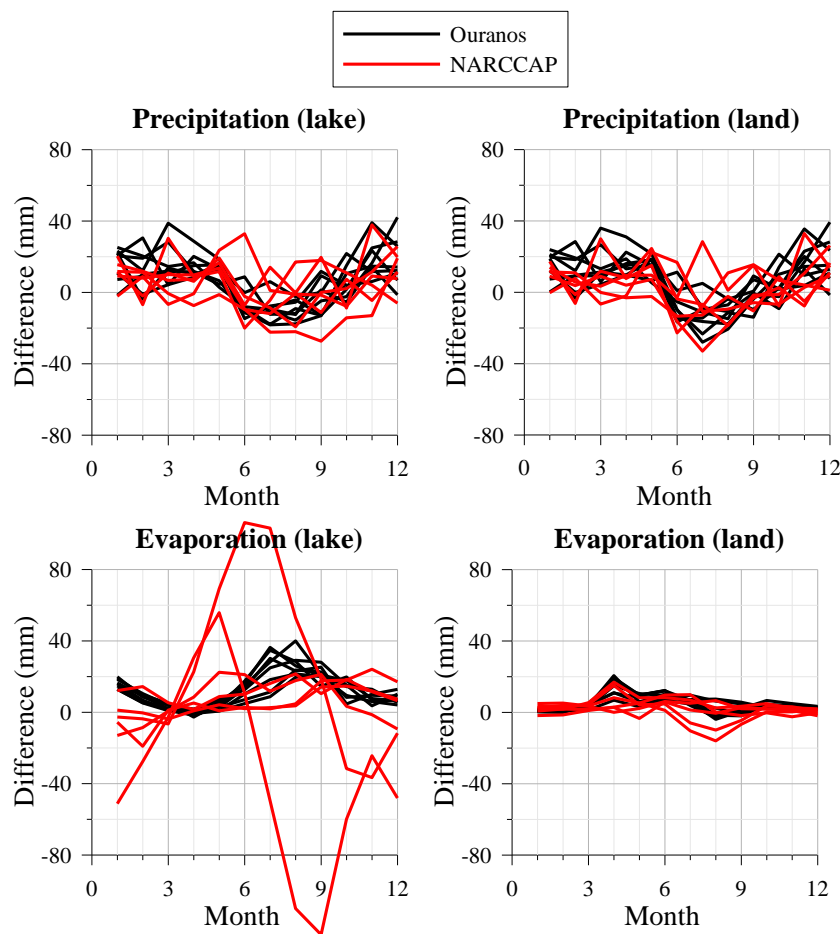 Ouranos
NARCCAP
Precipitation (lake)
80
40
0
-40
-80
Difference (mm)
0 3 6 9 12
Month
Precipitation (land)
80
40
0
-40
-80
Difference (mm)
0 3 6 9 12
Month
Evaporation (lake)
80
40
0
-40
-80
Difference (mm)
0 3 6 9 12
Month
Evaporation (land)
80
40
0
-40
-80
Difference (mm)
0 3 6 9 12
Month